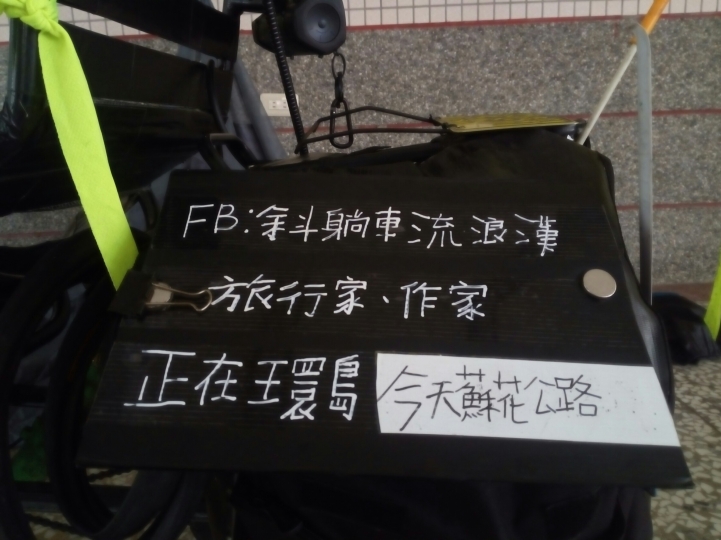 FB:斜躺車流浪漢
旅行家、作家
正在環島 今天蘇花公路